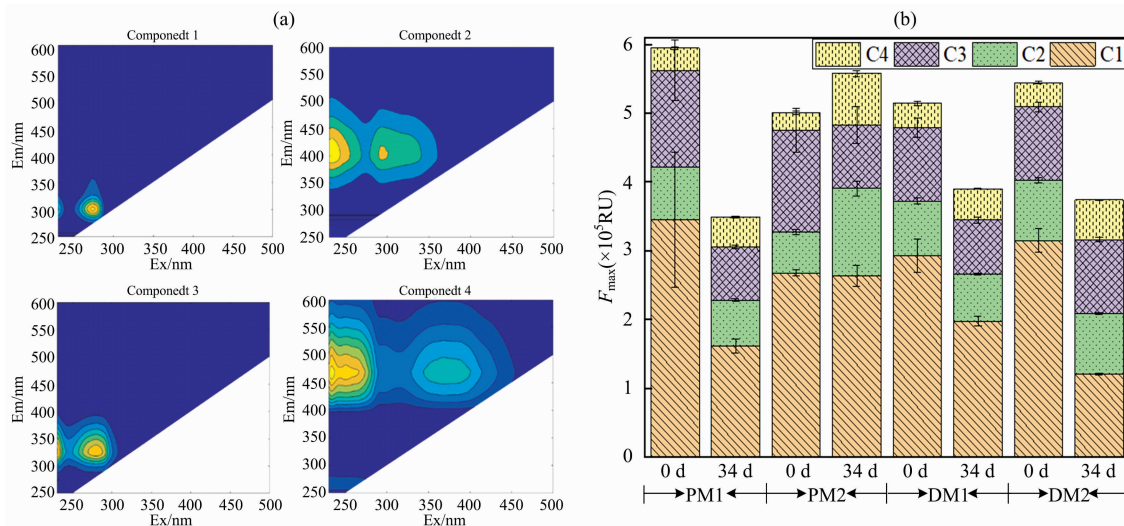 (a)
Componedt 1
Em/nm
600
550
500
450
400
350
300
250
300 350 400 450 500
Ex/nm
Componedt 2
Em/nm
600
550
500
450
400
350
300
250
250 300 350 400 450 500
Ex/nm
Componedt 3
Em/nm
600
550
500
450
400
350
300
250
250 300 350 400 450 500
Ex/nm
Componedt 4
Em/nm
600
550
500
450
400
350
300
250
250 300 350 400 450 500
Ex/nm
(b)
C4 C3 C2 C1
Fmax(×10⁵RU)
6
5
4
3
2
1
0
0 d 34 d 0 d 34 d 0 d 34 d 0 d 34 d
PM1 PM2 DM1 DM2